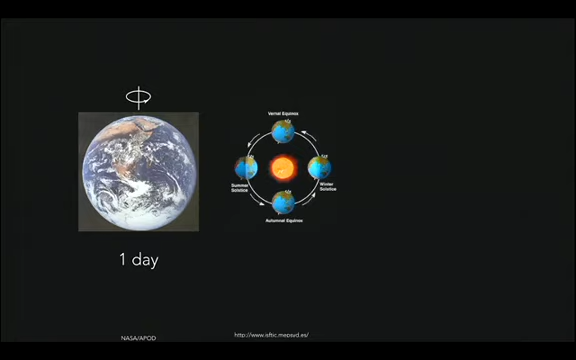 Vernal Equinox
Summer
Solstice
Winter
Solstice
Autumnal Equinox
1 day
NASA/APOD
http://www.isftic.mepsyd.es/